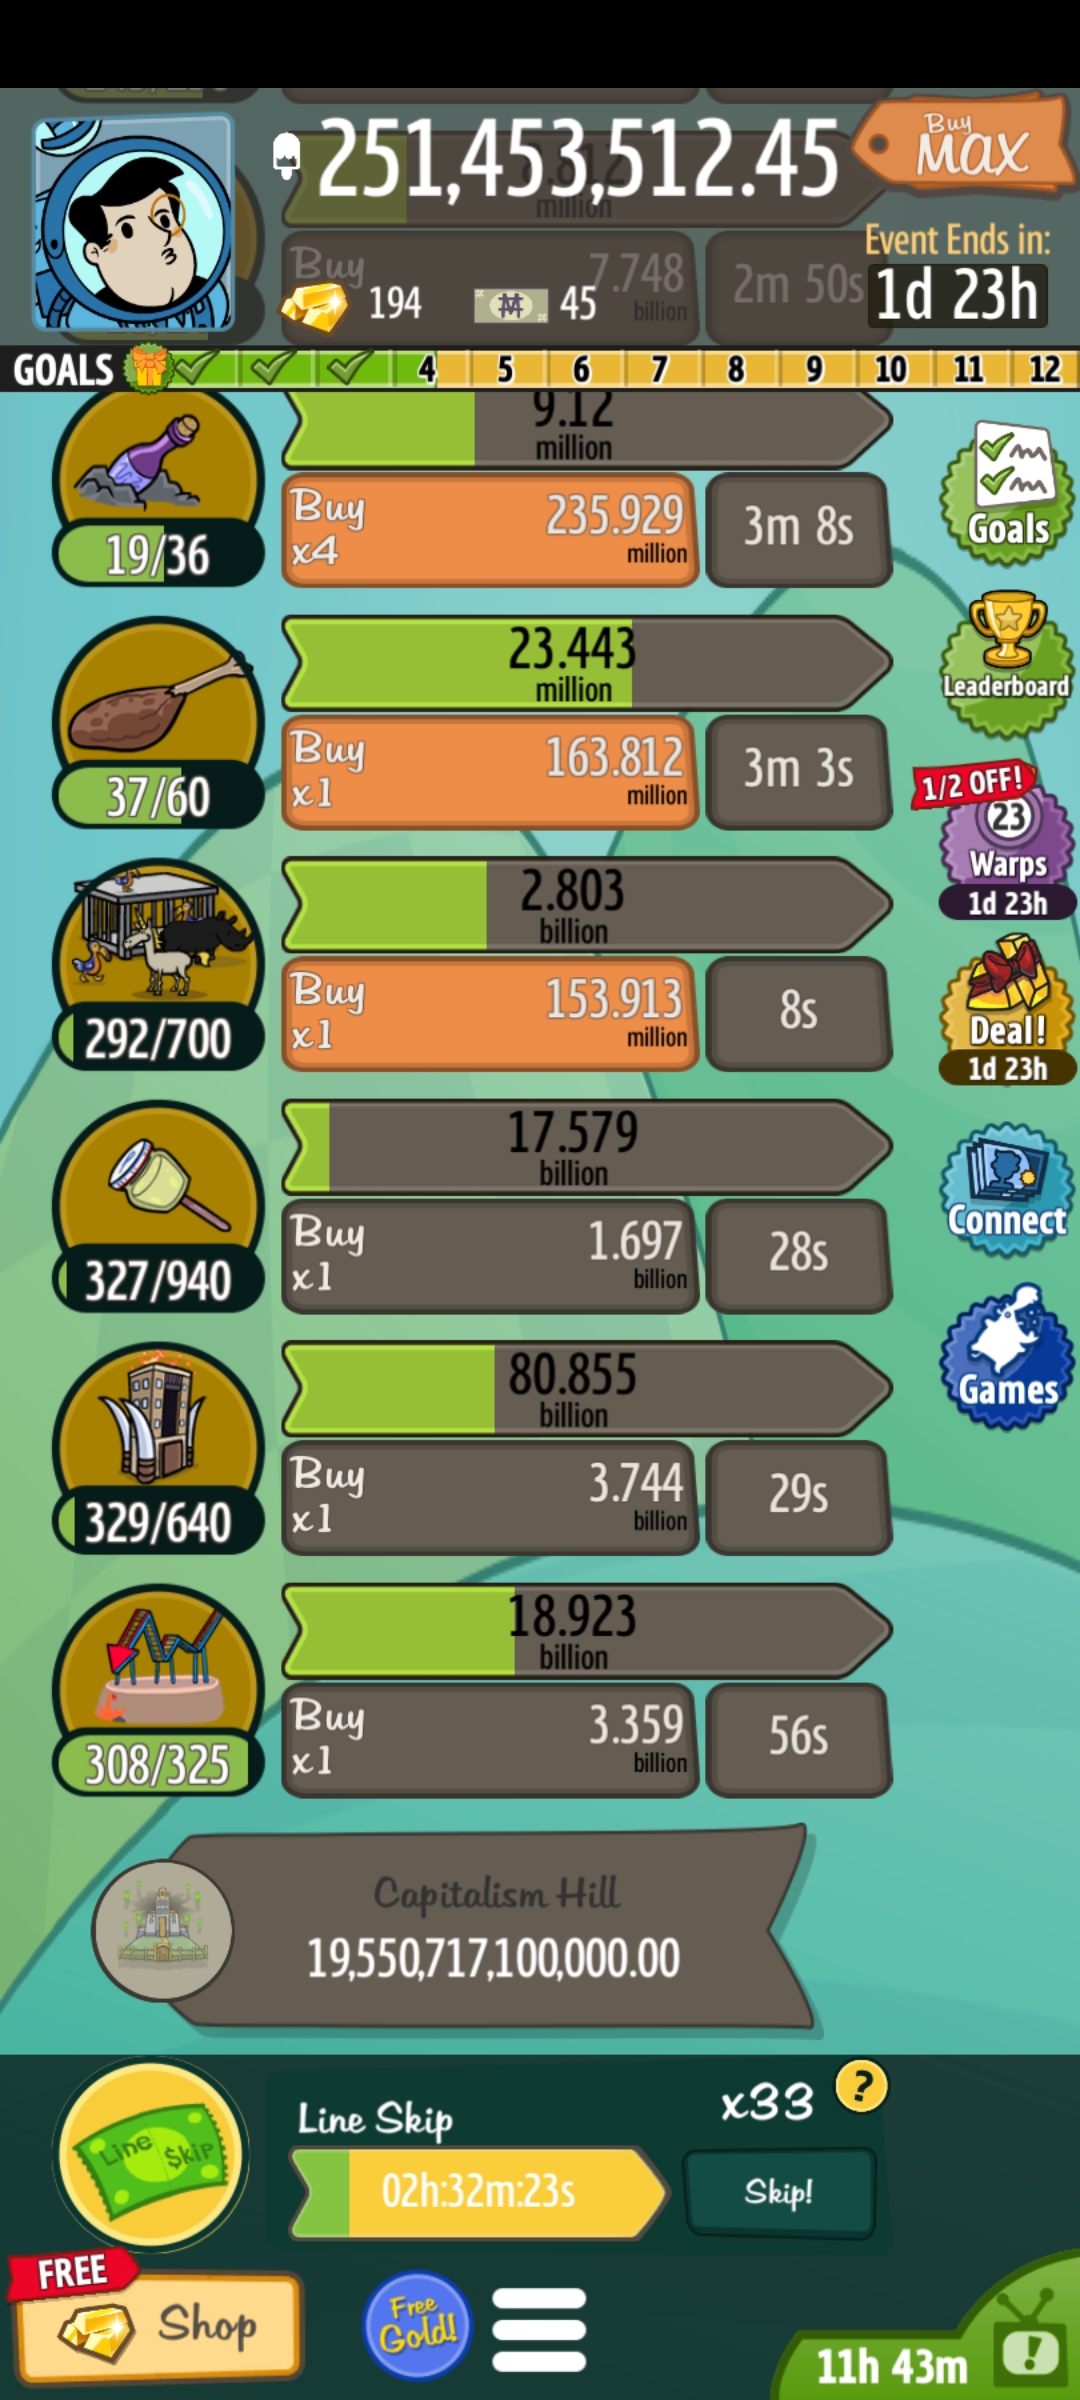 251,453,512.45
Buy
MAX
million
Buy
7.748
billion
2m 50s
Event Ends in:
1d 23h
194
45
GOALS
4 5 6 7 8 9 10 11 12
9.12
million
19/36
Buy
x4
235.929
million
3m 8s
Goals
23.443
million
37/60
Buy
x1
163.812
million
3m 3s
Leaderboard
1/2 OFF!
23
Warps
1d 23h
2.803
billion
292/700
Buy
x1
153.913
million
8s
Deal!
1d 23h
17.579
billion
327/940
Buy
x1
1.697
billion
28s
Connect
80.855
billion
329/640
Buy
x1
3.744
billion
29s
Games
18.923
billion
308/325
Buy
x1
3.359
billion
56s
Capitalism Hill
19,550,717,100,000.00
Line $kip
Line Skip
x33
?
02h:32m:23s
Skip!
FREE
Shop
Free
Gold!
11h 43m
!